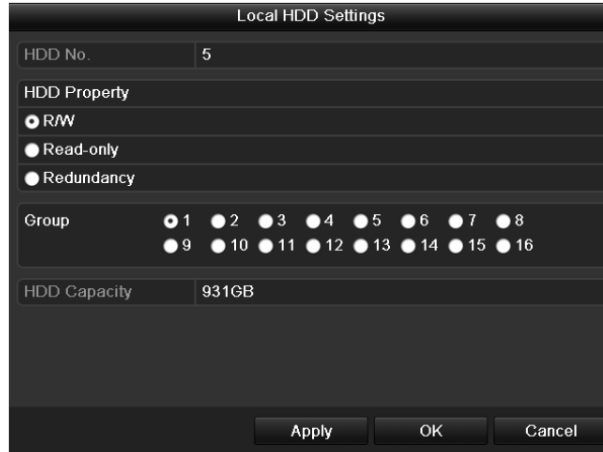 Local HDD Settings
HDD No. 5
HDD Property
R/W
Read-only
Redundancy
Group 1 2 3 4 5 6 7 8
9 10 11 12 13 14 15 16
HDD Capacity 931GB
Apply OK Cancel